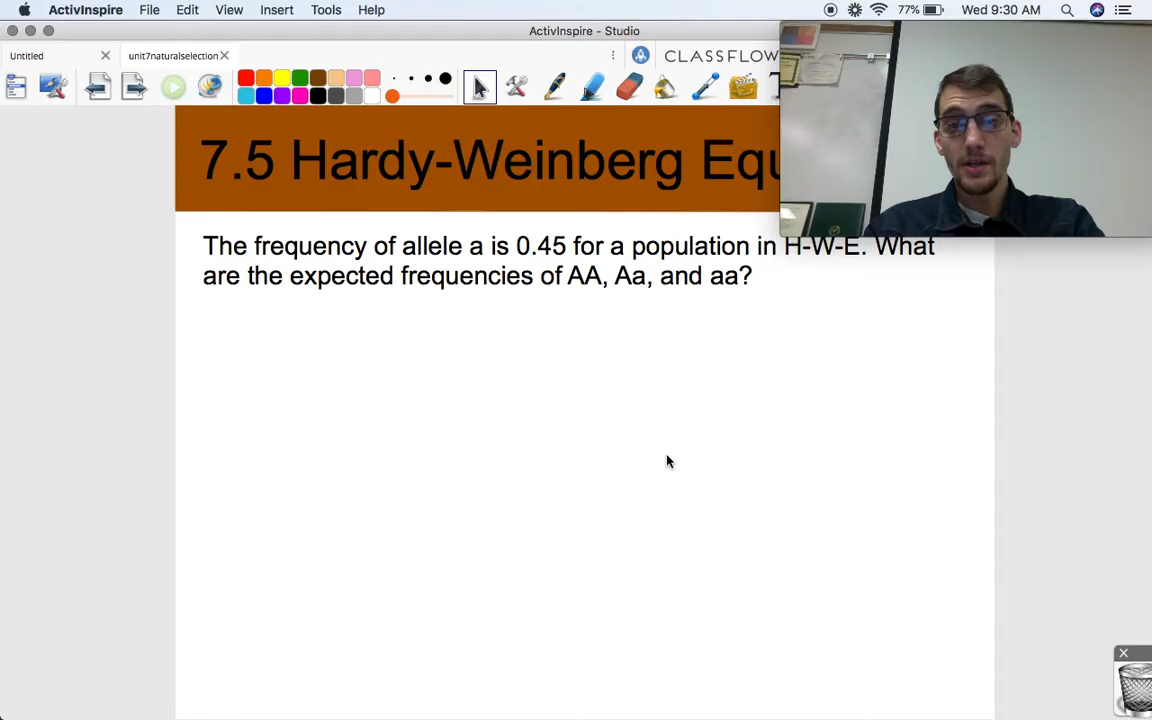 ActivInspire File Edit View Insert Tools Help 77% Wed 9:30 AM
ActivInspire - Studio
Untitled unit7naturalselection CLASSFLOW
7.5 Hardy-Weinberg Equ
The frequency of allele a is 0.45 for a population in H-W-E. What
are the expected frequencies of AA, Aa, and aa?